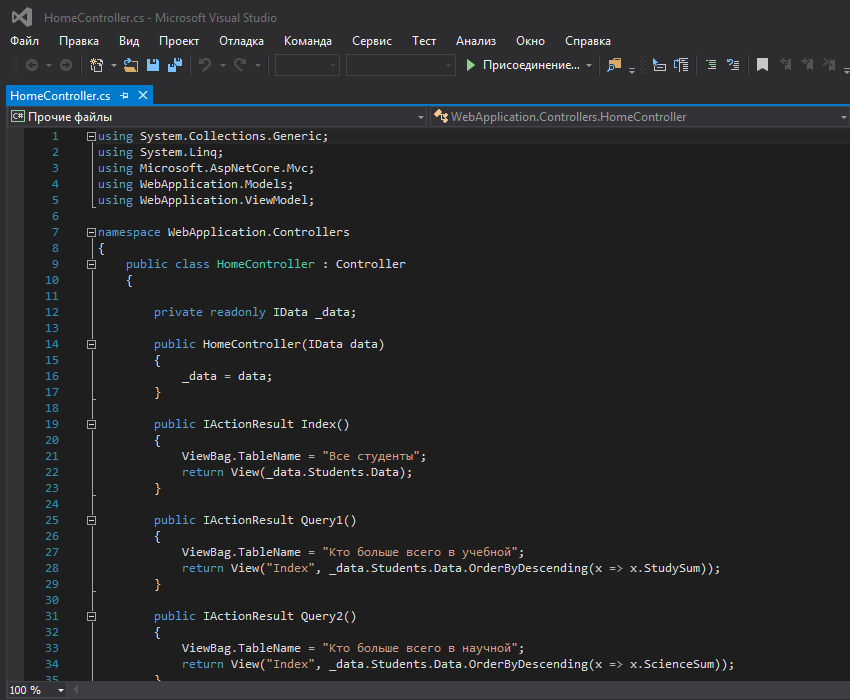 HomeController.cs - Microsoft Visual Studio
Файл Правка Вид Проект Отладка Команда Сервис Тест Анализ Окно Справка
Присоединение...
HomeController.cs
C# Прочие файлы WebApplication.Controllers.HomeController
1 using System.Collections.Generic;
2 using System.Linq;
3 using Microsoft.AspNetCore.Mvc;
4 using WebApplication.Models;
5 using WebApplication.ViewModel;
6
7 namespace WebApplication.Controllers
8 {
9 public class HomeController : Controller
10 {
11
12 private readonly IData _data;
13
14 public HomeController(IData data)
15 {
16 _data = data;
17 }
18
19 public IActionResult Index()
20 {
21 ViewBag.TableName = "Все студенты";
22 return View(_data.Students.Data);
23 }
24
25 public IActionResult Query1()
26 {
27 ViewBag.TableName = "Кто больше всего в учебной";
28 return View("Index", _data.Students.Data.OrderByDescending(x => x.StudySum));
29 }
30
31 public IActionResult Query2()
32 {
33 ViewBag.TableName = "Кто больше всего в научной";
34 return View("Index", _data.Students.Data.OrderByDescending(x => x.ScienceSum));
35 }
100 %